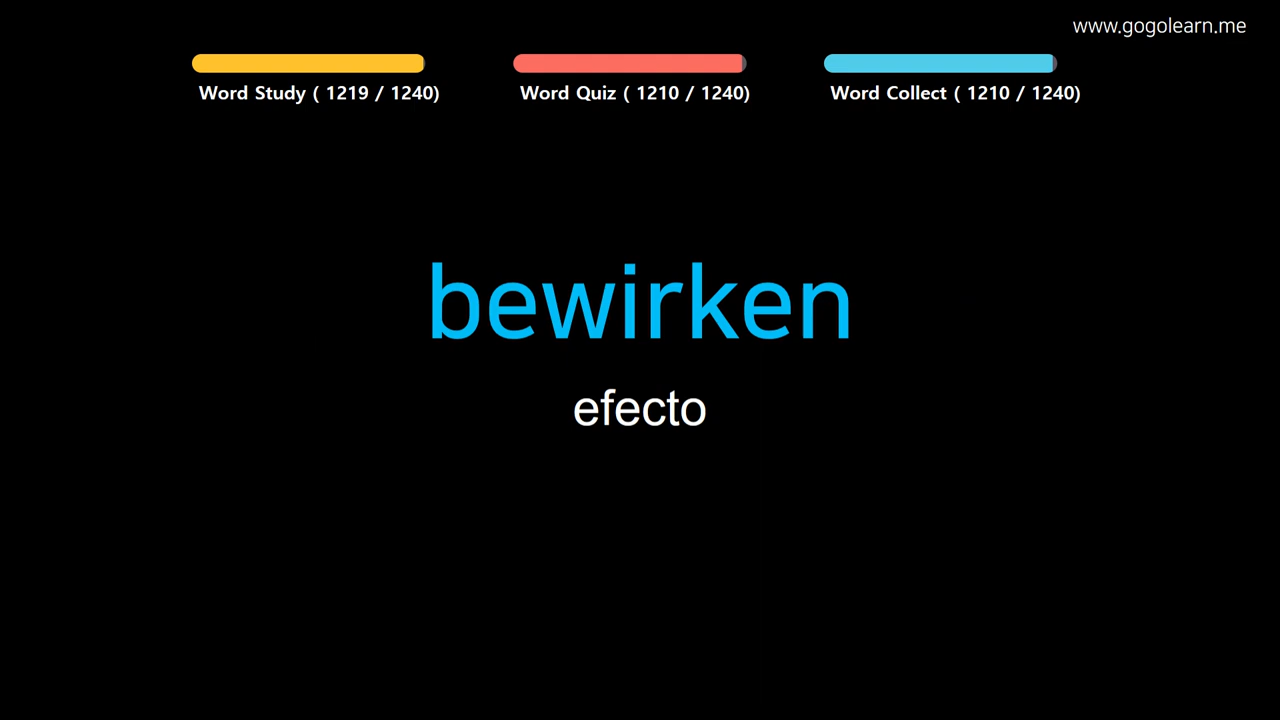 www.gogolearn.me
Word Study ( 1219 / 1240)
Word Quiz ( 1210 / 1240)
Word Collect ( 1210 / 1240)
bewirken
efecto